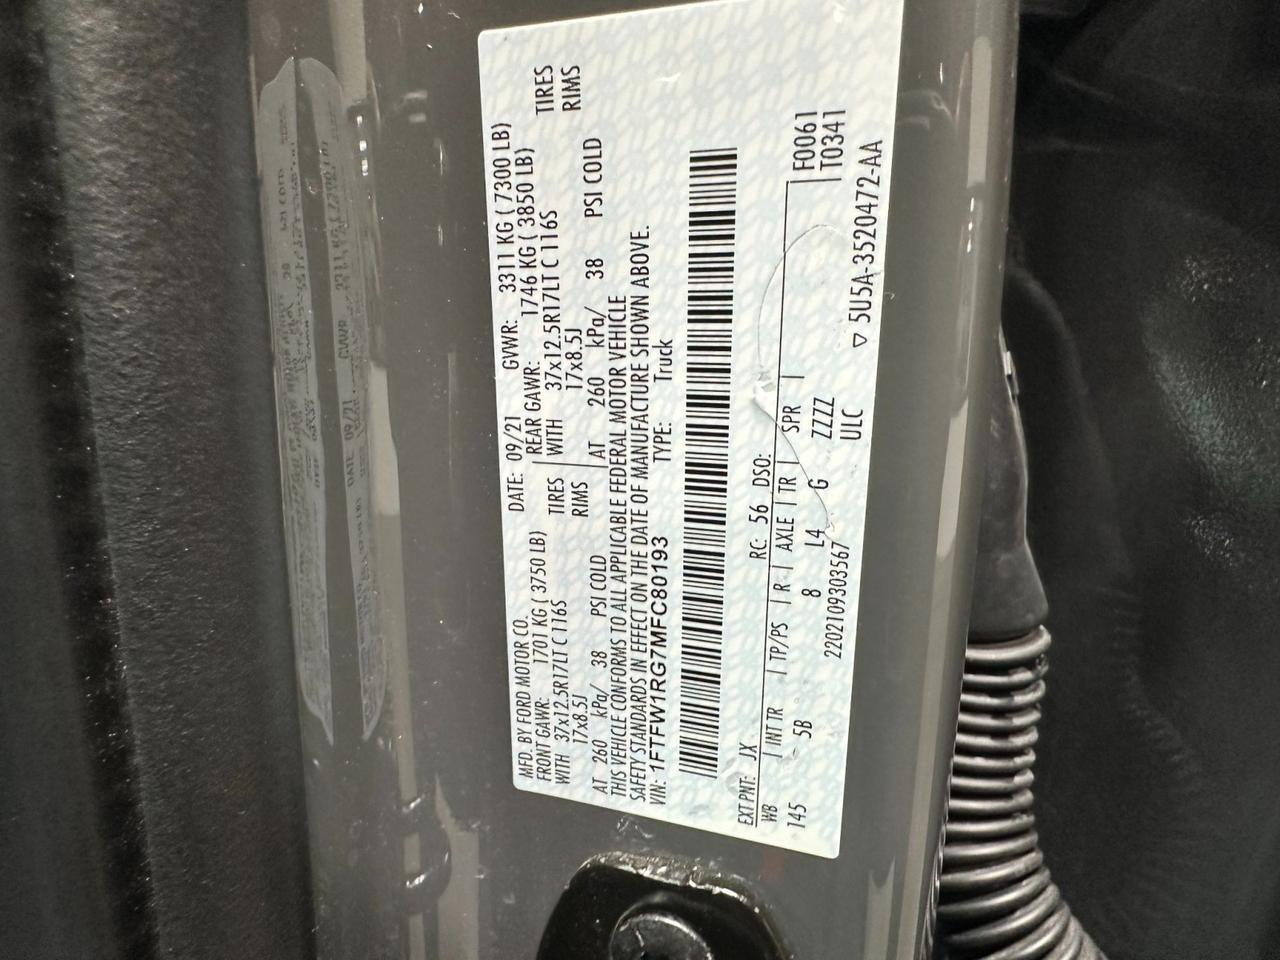 MFD. BY FORD MOTOR CO.
DATE: 09/21 GVWR: 3311 KG ( 7300 LB)
FRONT GAWR: 1701 KG ( 3750 LB) REAR GAWR: 1746 KG ( 3850 LB)
WITH 37x12.5R17LT C 116S TIRES WITH 37x12.5R17LT C 116S TIRES
17x8.5J RIMS 17x8.5J RIMS
AT 260 kPa/ 38 PSI COLD AT 260 kPa/ 38 PSI COLD
THIS VEHICLE CONFORMS TO ALL APPLICABLE FEDERAL MOTOR VEHICLE
SAFETY STANDARDS IN EFFECT ON THE DATE OF MANUFACTURE SHOWN ABOVE.
VIN: 1FTFW1RG7MFC80193 TYPE: Truck
EXT PNT: JX RC: 56 DSO: F0061
WB INT TR TP/PS R AXLE TR SPR T0341
145 5B 8 L4 G ZZZZ
2202109303567 ULC
▽ 5U5A-3520472-AA
09/21
DATE
GVWR